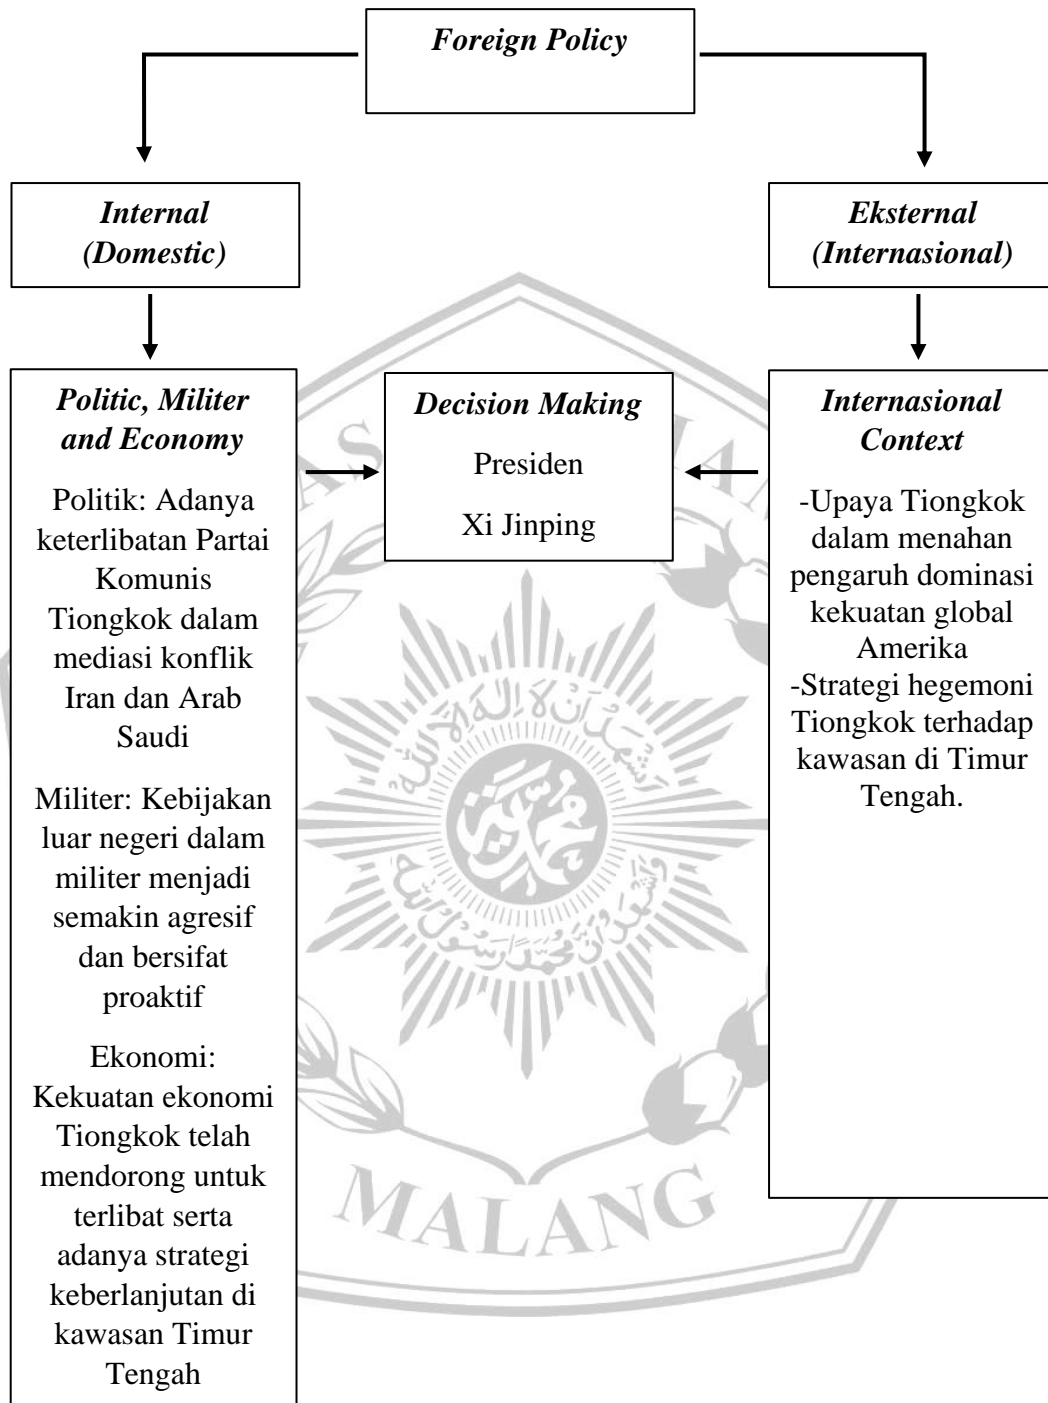 Foreign Policy
Internal
(Domestic)
Eksternal
(Internasional)
Politic, Militer
and Economy
Politik: Adanya
keterlibatan Partai
Komunis
Tiongkok dalam
mediasi konflik
Iran dan Arab
Saudi
Militer: Kebijakan
luar negeri dalam
militer menjadi
semakin agresif
dan bersifat
proaktif
Ekonomi:
Kekuatan ekonomi
Tiongkok telah
mendorong untuk
terlibat serta
adanya strategi
keberlanjutan di
kawasan Timur
Tengah
Decision Making
Presiden
Xi Jinping
Internasional
Context
-Upaya Tiongkok
dalam menahan
pengaruh dominasi
kekuatan global
Amerika
-Strategi hegemoni
Tiongkok terhadap
kawasan di Timur
Tengah.
MALANG